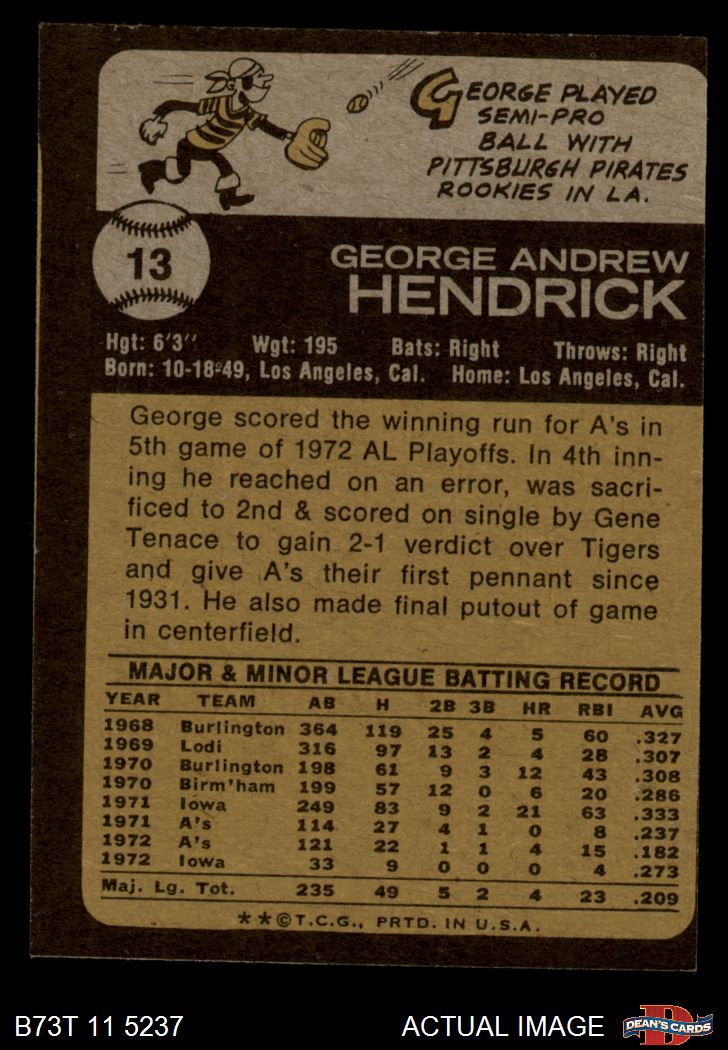 GEORGE PLAYED
SEMI-PRO
BALL WITH
PITTSBURGH PIRATES
ROOKIES IN LA.
13
GEORGE ANDREW
HENDRICK
Hgt: 6'3'' Wgt: 195 Bats: Right Throws: Right
Born: 10-18-49, Los Angeles, Cal. Home: Los Angeles, Cal.
George scored the winning run for A's in
5th game of 1972 AL Playoffs. In 4th inn-
ing he reached on an error, was sacri-
ficed to 2nd & scored on single by Gene
Tenace to gain 2-1 verdict over Tigers
and give A's their first pennant since
1931. He also made final putout of game
in centerfield.
MAJOR & MINOR LEAGUE BATTING RECORD
YEAR TEAM AB H 2B 3B HR RBI AVG
1968 Burlington 364 119 25 4 5 60 .327
1969 Lodi 316 97 13 2 4 28 .307
1970 Burlington 198 61 9 3 12 43 .308
1970 Birm'ham 199 57 12 0 6 20 .286
1971 Iowa 249 83 9 2 21 63 .333
1971 A's 114 27 4 1 0 8 .237
1972 A's 121 22 1 1 4 15 .182
1972 Iowa 33 9 0 0 0 4 .273
Maj. Lg. Tot. 235 49 5 2 4 23 .209
**©T.C.G., PRTD. IN U.S.A.
B73T 11 5237 ACTUAL IMAGE D DEAN'S CARDS